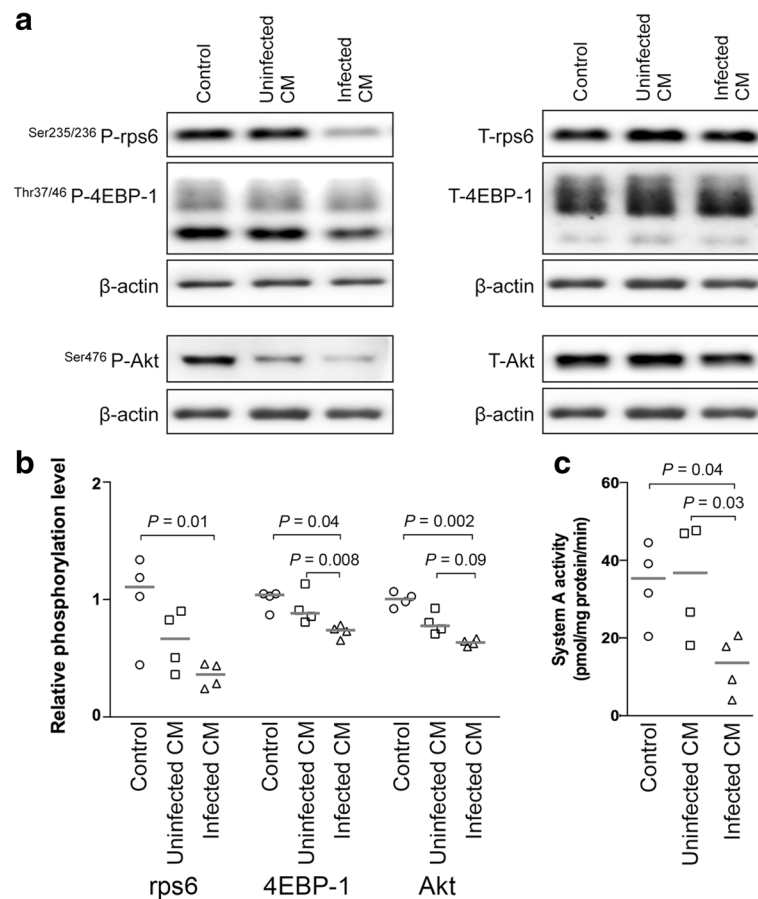 a
Control
Uninfected
CM
Infected
CM
Control
Uninfected
CM
Infected
CM
Ser235/236 P-rps6
T-rps6
Thr37/46 P-4EBP-1
T-4EBP-1
β-actin
β-actin
Ser476 P-Akt
T-Akt
β-actin
β-actin
b
Relative phosphorylation level
2
1
0
P = 0.01
P = 0.04
P = 0.008
P = 0.002
P = 0.09
Control
Uninfected CM
Infected CM
Control
Uninfected CM
Infected CM
Control
Uninfected CM
Infected CM
rps6
4EBP-1
Akt
c
System A activity
(pmol/mg protein/min)
60
40
20
0
P = 0.04
P = 0.03
Control
Uninfected CM
Infected CM